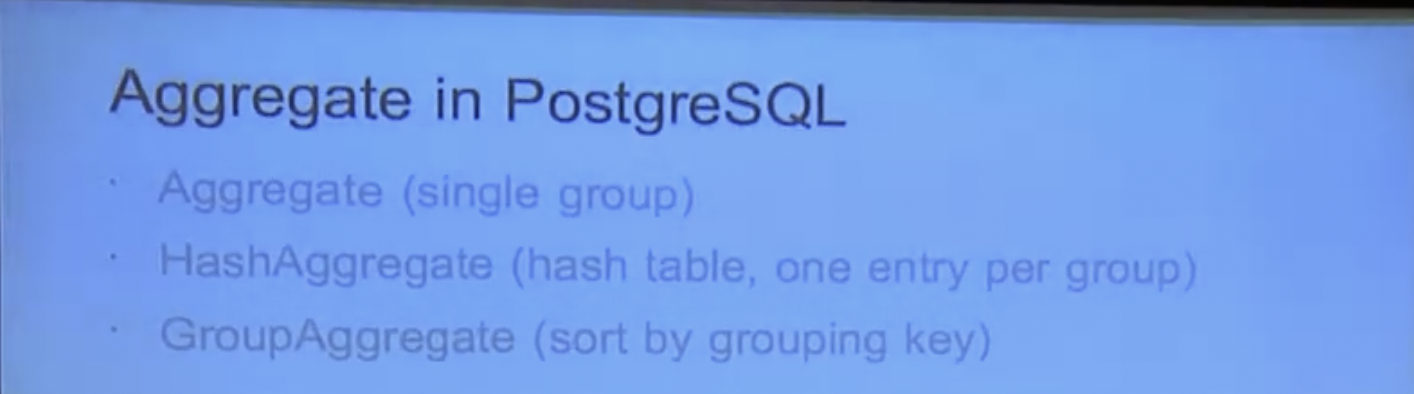 Aggregate in PostgreSQL
· Aggregate (single group)
· HashAggregate (hash table, one entry per group)
· GroupAggregate (sort by grouping key)